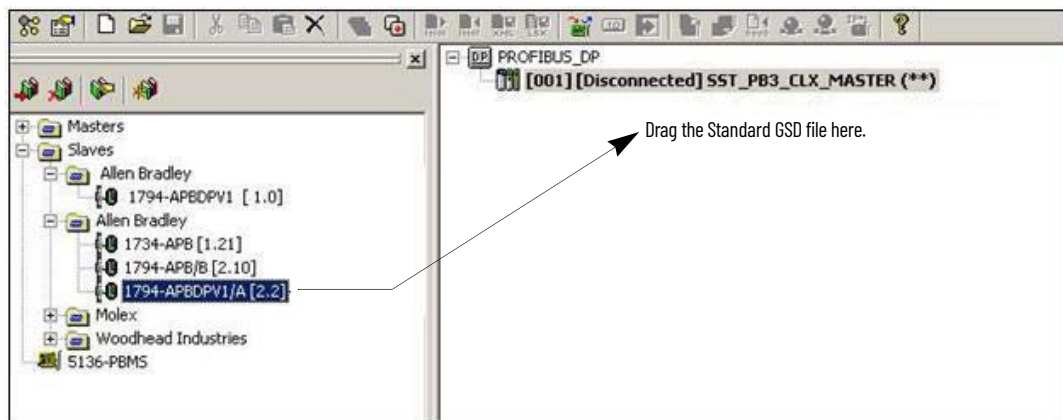 PROFIBUS_DP
[001] [Disconnected] SST_PB3_CLX_MASTER (**)
Drag the Standard GSD file here.
Masters
Slaves
Allen Bradley
1794-APBDPV1 [ 1.0]
Allen Bradley
1734-APB [1.21]
1794-APB/B [2.10]
1794-APBDPV1/A [2.2]
Molex
Woodhead Industries
5136-PBMS